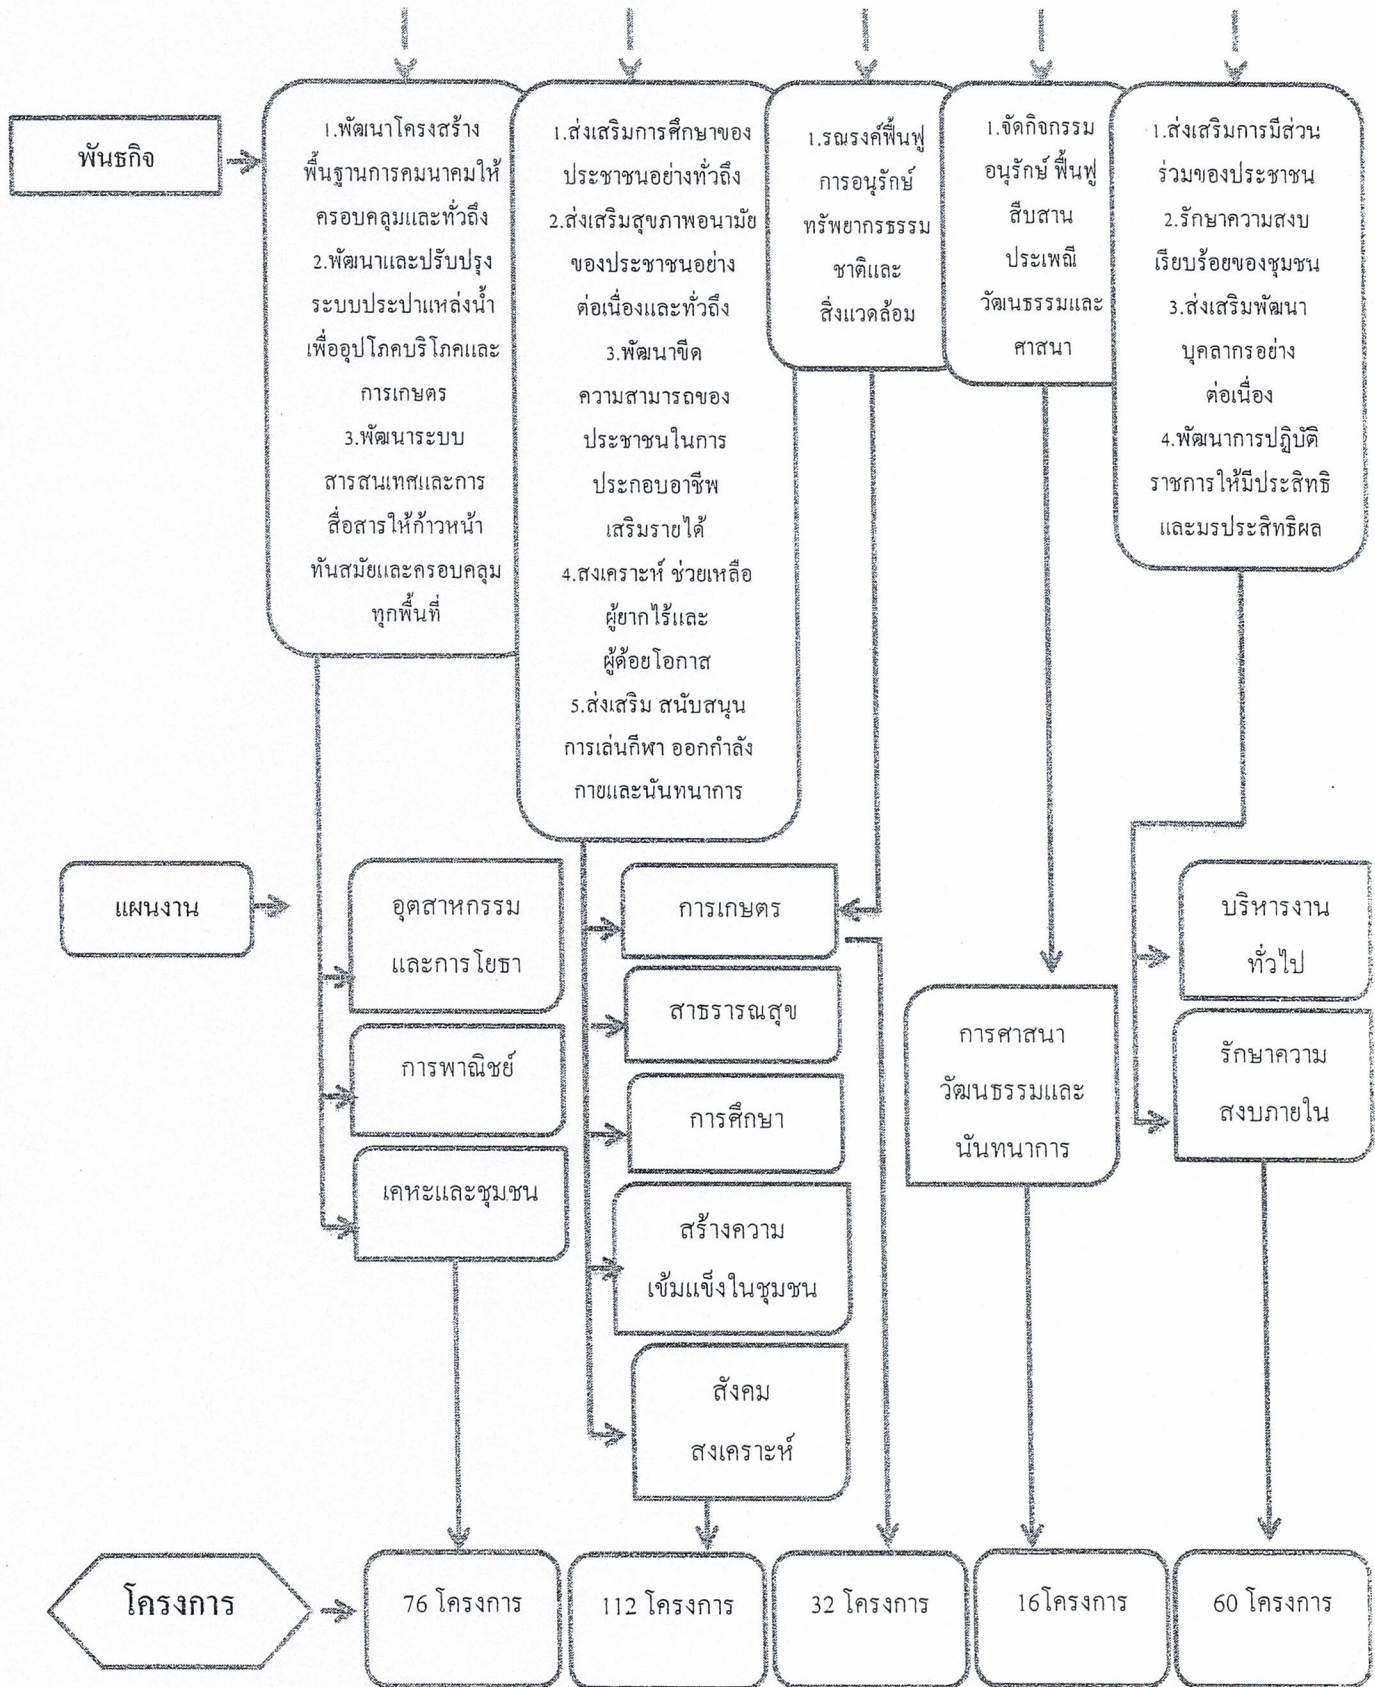 พันธกิจ
1.พัฒนาโครงสร้าง
พื้นฐานการคมนาคมให้
ครอบคลุมและทั่วถึง
2.พัฒนาและปรับปรุง
ระบบประปาแหล่งน้ำ
เพื่ออุปโภคบริโภคและ
การเกษตร
3.พัฒนาระบบ
สารสนเทศและการ
สื่อสารให้ก้าวหน้า
ทันสมัยและครอบคลุม
ทุกพื้นที่
1.ส่งเสริมการศึกษาของ
ประชาชนอย่างทั่วถึง
2.ส่งเสริมสุขภาพอนามัย
ของประชาชนอย่าง
ต่อเนื่องและทั่วถึง
3.พัฒนาขีด
ความสามารถของ
ประชาชนในการ
ประกอบอาชีพ
เสริมรายได้
4.สงเคราะห์ ช่วยเหลือ
ผู้ยากไร้และ
ผู้ด้อยโอกาส
5.ส่งเสริม สนับสนุน
การเล่นกีฬา ออกกำลัง
กายและนันทนาการ
1.รณรงค์ฟื้นฟู
การอนุรักษ์
ทรัพยากรธรรม
ชาติและ
สิ่งแวดล้อม
1.จัดกิจกรรม
อนุรักษ์ ฟื้นฟู
สืบสาน
ประเพณี
วัฒนธรรมและ
ศาสนา
1.ส่งเสริมการมีส่วน
ร่วมของประชาชน
2.รักษาความสงบ
เรียบร้อยของชุมชน
3.ส่งเสริมพัฒนา
บุคลากรอย่าง
ต่อเนื่อง
4.พัฒนาการปฏิบัติ
ราชการให้มีประสิทธิ
และมรประสิทธิผล
แผนงาน
อุตสาหกรรม
และการโยธา
การพาณิชย์
เคหะและชุมชน
การเกษตร
สาธรารณสุข
การศึกษา
สร้างความ
เข้มแข็งในชุมชน
สังคม
สงเคราะห์
การศาสนา
วัฒนธรรมและ
นันทนาการ
บริหารงาน
ทั่วไป
รักษาความ
สงบภายใน
โครงการ
76 โครงการ
112 โครงการ
32 โครงการ
16โครงการ
60 โครงการ